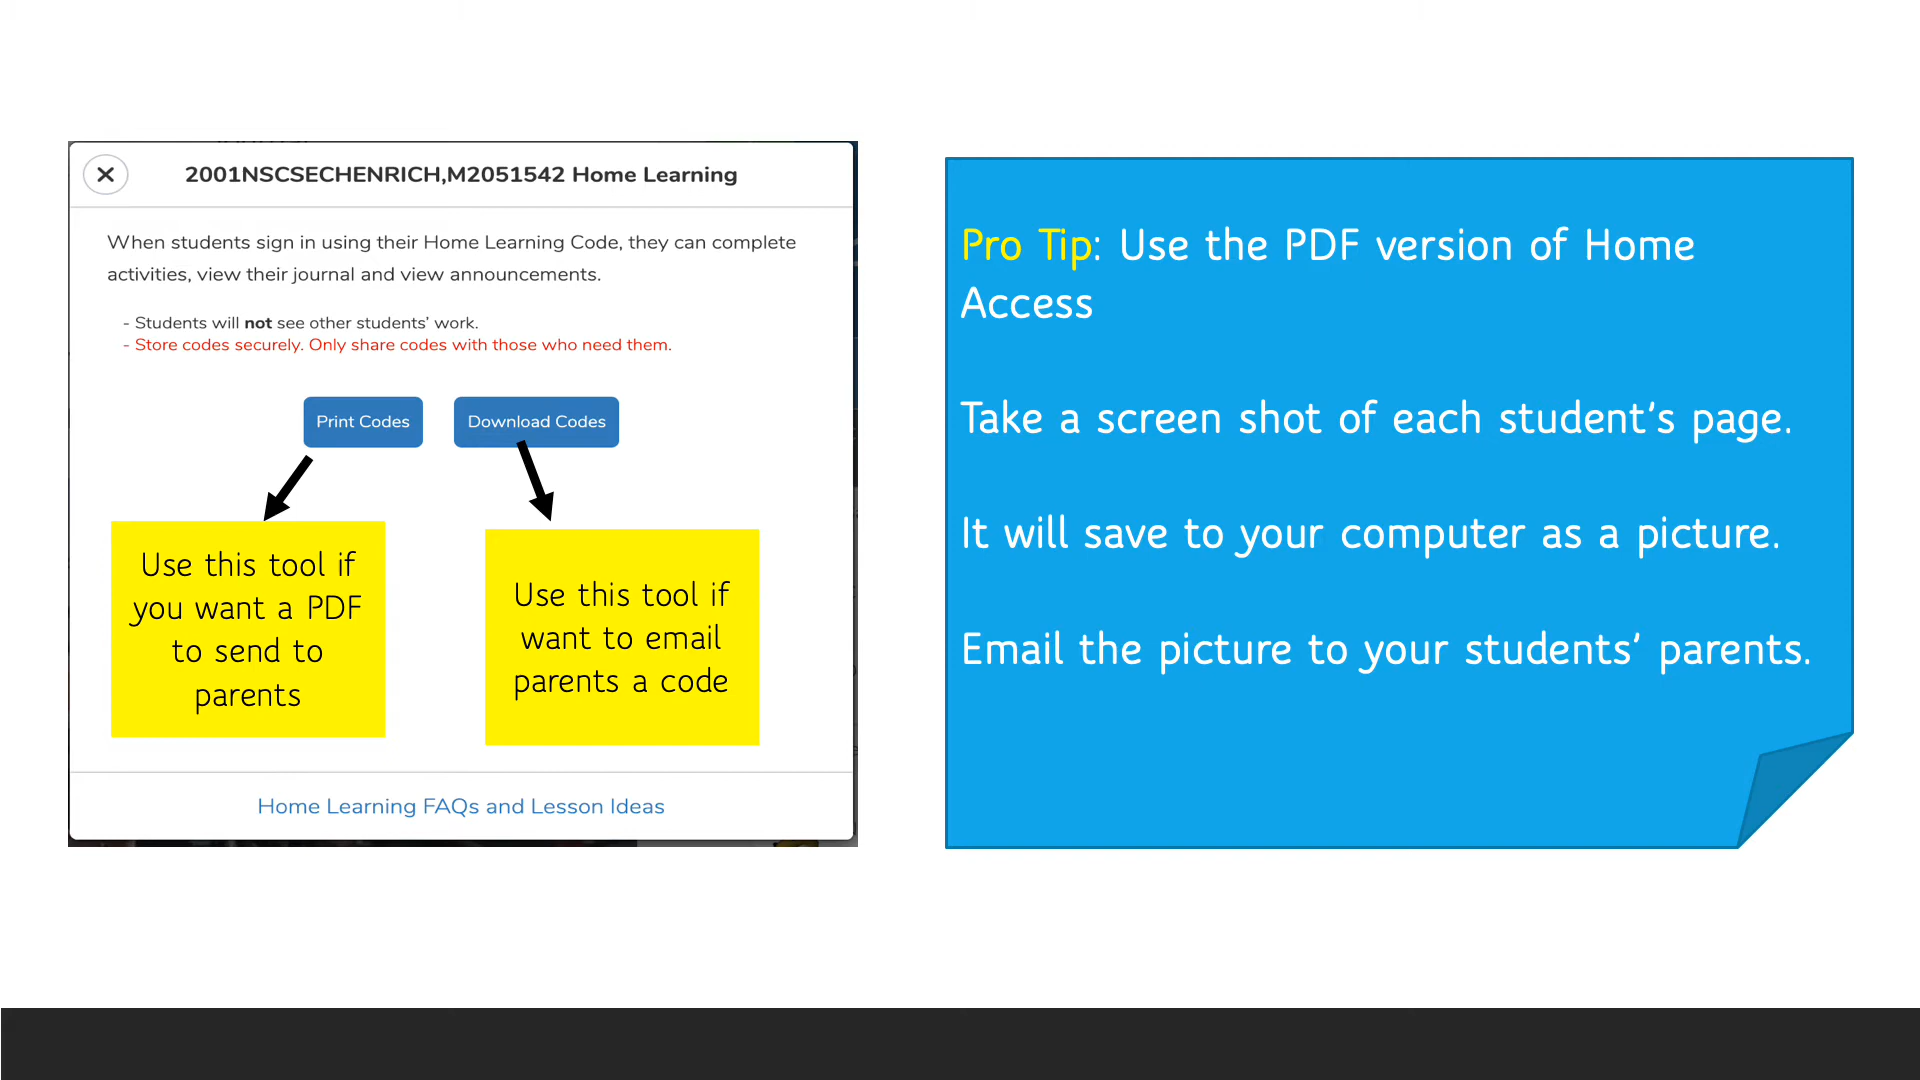 2001NSCSECHENRICH,M2051542 Home Learning
When students sign in using their Home Learning Code, they can complete
activities, view their journal and view announcements.
- Students will not see other students’ work.
- Store codes securely. Only share codes with those who need them.
Print Codes
Download Codes
Use this tool if
you want a PDF
to send to
parents
Use this tool if
want to email
parents a code
Home Learning FAQs and Lesson Ideas
Pro Tip: Use the PDF version of Home
Access
Take a screen shot of each student’s page.
It will save to your computer as a picture.
Email the picture to your students’ parents.